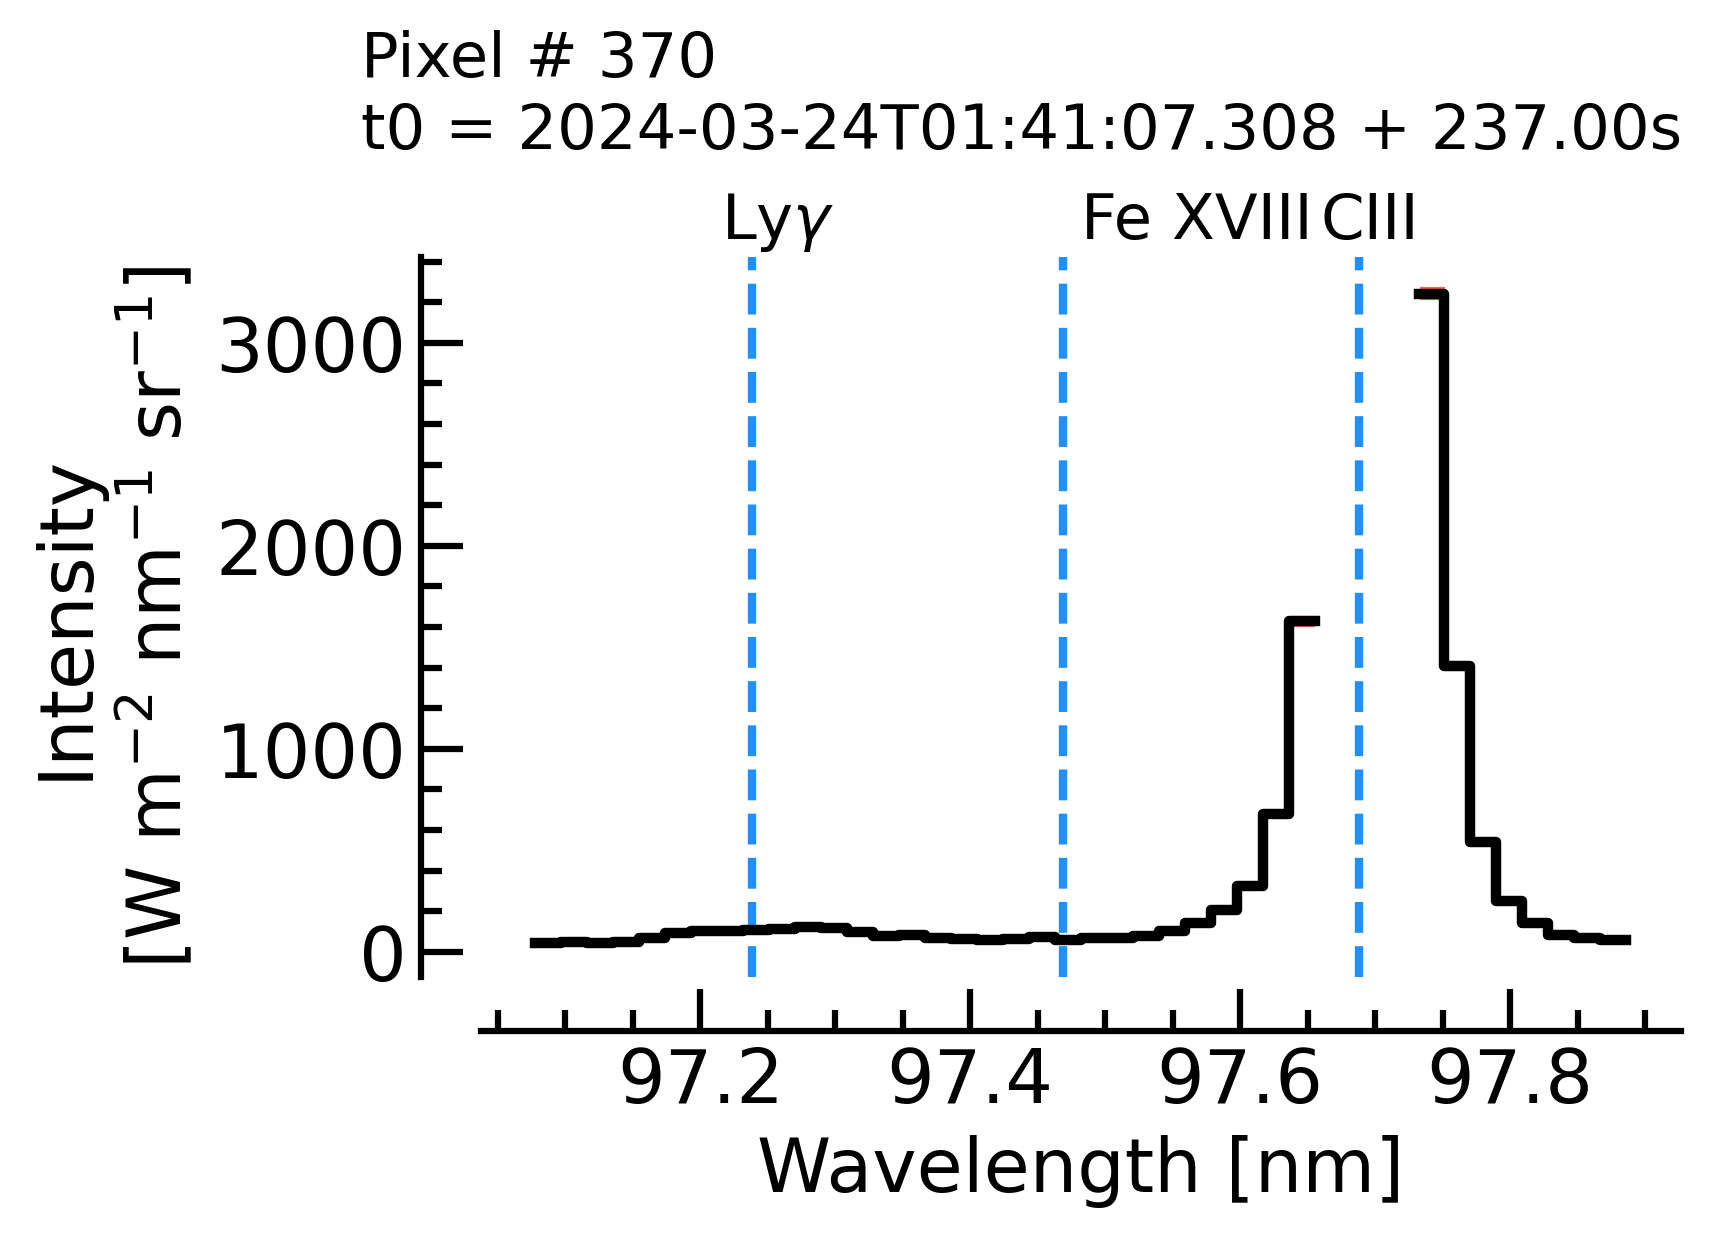 Pixel # 370
t0 = 2024-03-24T01:41:07.308 + 237.00s
Lyγ Fe XVIII CIII
Intensity
[W m⁻² nm⁻¹ sr⁻¹]
3000
2000
1000
0
97.2 97.4 97.6 97.8
Wavelength [nm]